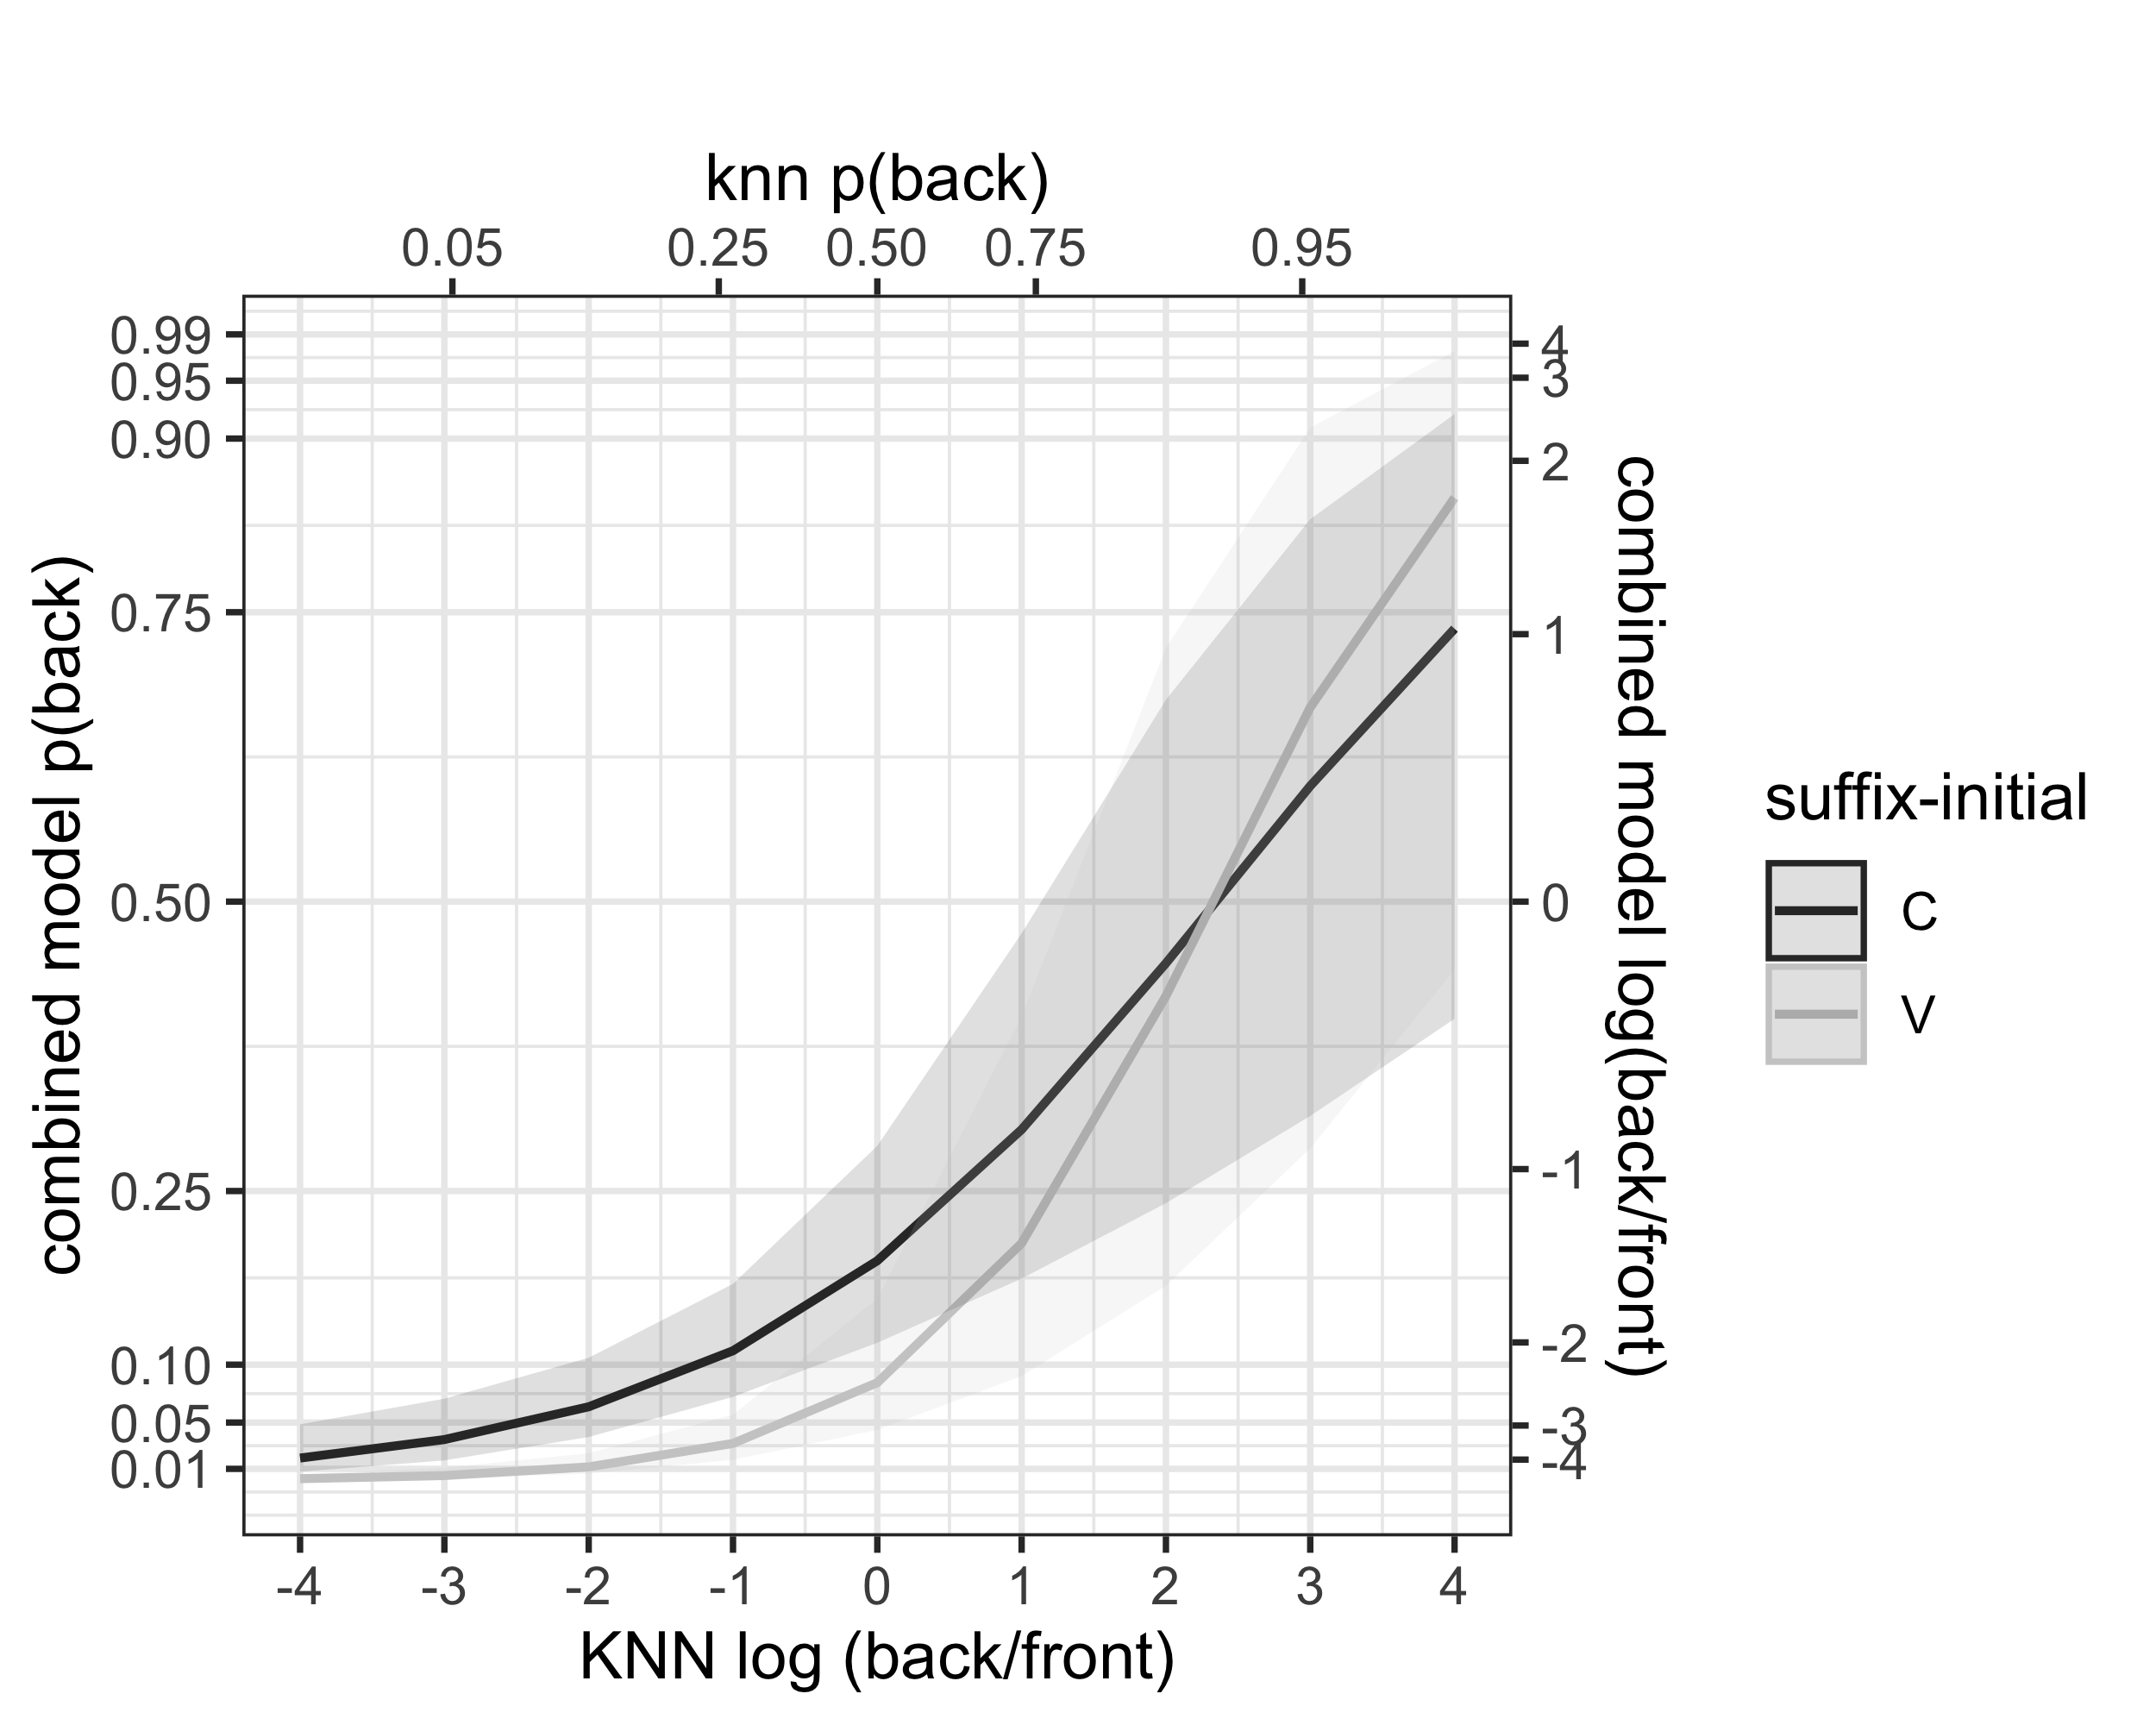 knn p(back)
0.05 0.25 0.50 0.75 0.95
combined model p(back)
0.99
0.95
0.90
0.75
0.50
0.25
0.10
0.05
0.01
4
3
2
1
0
-1
-2
-3
-4
combined model log(back/front)
-4 -3 -2 -1 0 1 2 3 4
KNN log (back/front)
suffix-initial
C
V